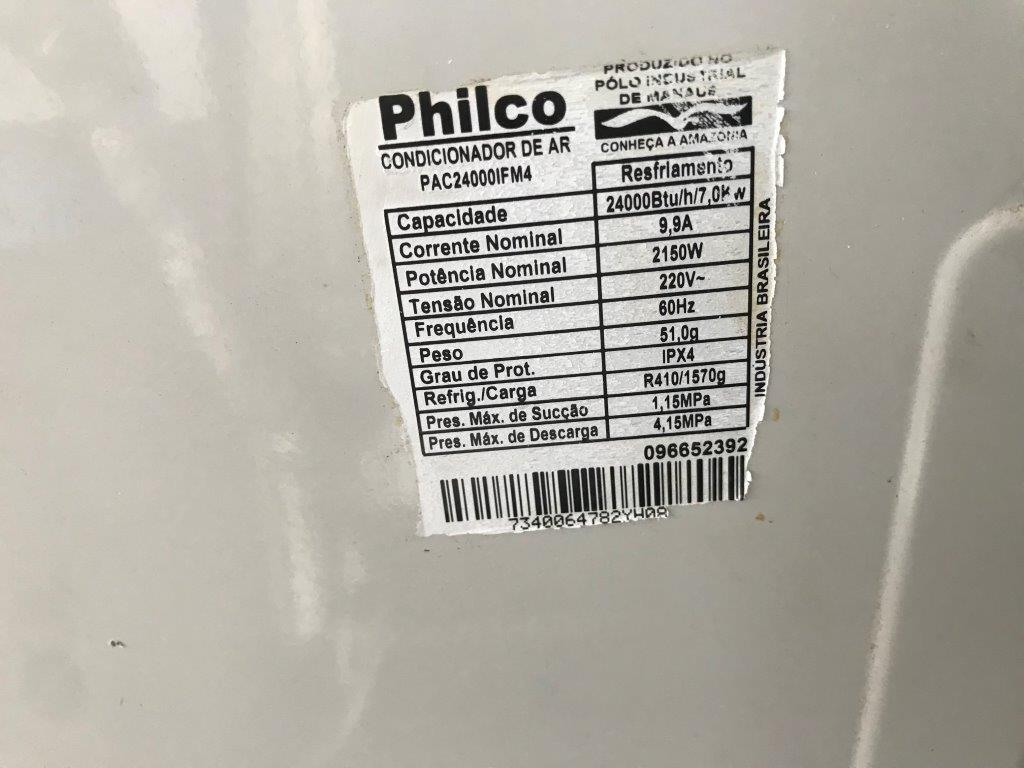 Philco
CONDICIONADOR DE AR
PAC24000IFM4
PRODUZIDO NO
PÓLO INDUSTRIAL
DE MANAUS
CONHEÇA A AMAZÔNIA
Resfriamento
Capacidade 24000Btu/h/7,0Kw
Corrente Nominal 9,9A
Potência Nominal 2150W
Tensão Nominal 220V~
Frequência 60Hz
Peso 51,0g
Grau de Prot. IPX4
Refrig./Carga R410/1570g
Pres. Máx. de Sucção 1,15MPa
Pres. Máx. de Descarga 4,15MPa
INDÚSTRIA BRASILEIRA
096652392
7340064782YH08